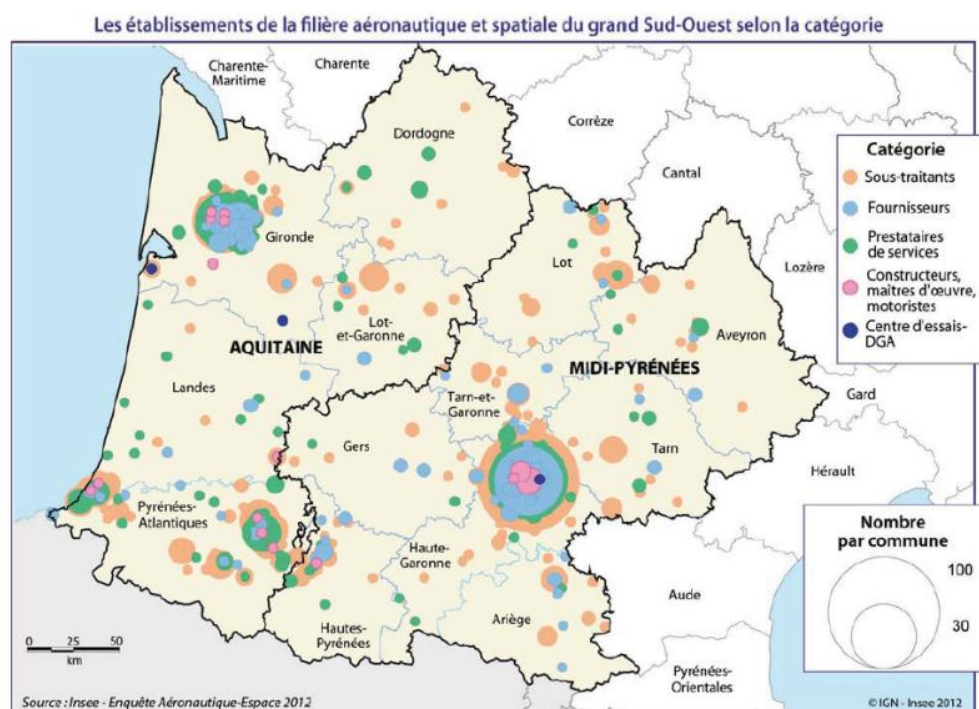 Les établissements de la filière aéronautique et spatiale du grand Sud-Ouest selon la catégorie
Charente-
Maritime
Charente
Corrèze
Cantal
Lozère
Gard
Hérault
Aude
Pyrénées-
Orientales
Dordogne
Gironde
Lot
Aveyron
Lot-
et-Garonne
AQUITAINE
MIDI-PYRÉNÉES
Landes
Tarn-et-
Garonne
Gers
Tarn
Pyrénées-
Atlantiques
Haute-
Garonne
Hautes-
Pyrénées
Ariège
Catégorie
Sous-traitants
Fournisseurs
Prestataires
de services
Constructeurs,
maîtres d'œuvre,
motoristes
Centre d'essais-
DGA
Nombre
par commune
100
30
0 25 50
km
Source : Insee - Enquête Aéronautique-Espace 2012
© IGN - Insee 2012